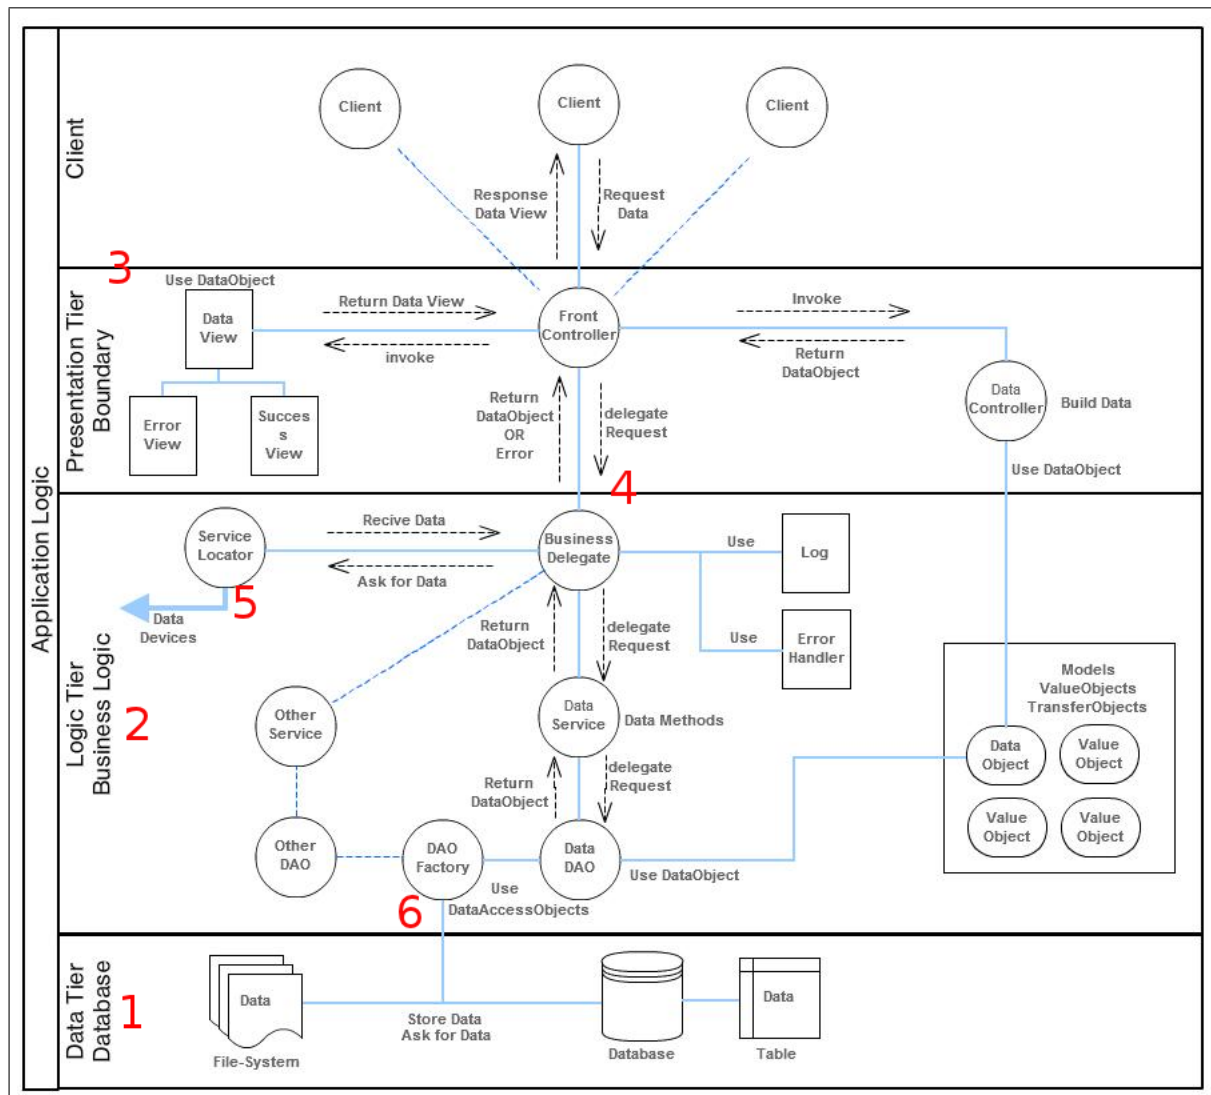 Application Logic
Client
Client
Client
Client
Response
Data View
Request
Data
3
Presentation Tier
Boundary
Use DataObject
Data
View
Error
View
Succes
s
View
Return Data View
invoke
Front
Controller
Invoke
Return
DataObject
Data
Controller
Build Data
Use DataObject
Return
DataObject
OR
Error
delegate
Request
4
Logic Tier
Business Logic
2
Service
Locator
5
Data
Devices
Recive Data
Ask for Data
Business
Delegate
Use
Log
Use
Error
Handler
Return
DataObject
delegate
Request
Other
Service
Data
Service
Data Methods
Return
DataObject
delegate
Request
Other
DAO
DAO
Factory
6
Use
DataAccessObjects
Data
DAO
Use DataObject
Models
ValueObjects
TransferObjects
Data
Object
Value
Object
Value
Object
Value
Object
Data Tier
Database
1
Data
File-System
Store Data
Ask for Data
Database
Data
Table